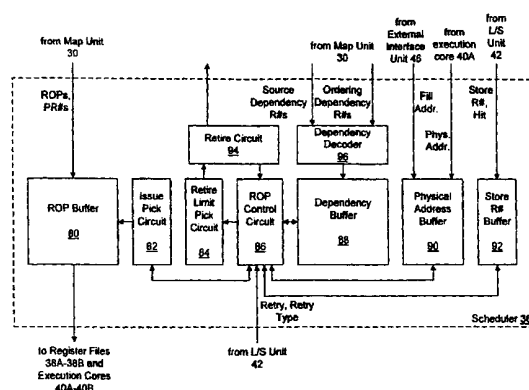 from Map Unit
30
from Map Unit
30
from
External
Interface
Unit 46
from
execution
core 40A
from
L/S
Unit
42
ROPs,
PR#s
Source
Dependency
R#s
Ordering
Dependency
R#s
Fill
Addr.
Phys.
Addr.
Store
R#,
Hit
Retire Circuit
94
Dependency
Decoder
96
ROP Buffer
80
Issue
Pick
Circuit
82
Retire
Limit
Pick
Circuit
84
ROP
Control
Circuit
86
Dependency
Buffer
88
Physical
Address
Buffer
90
Store
R#
Buffer
92
Retry, Retry
Type
Scheduler 36
to Register Files
38A-38B and
Execution Cores
40A-40B
from L/S Unit
42